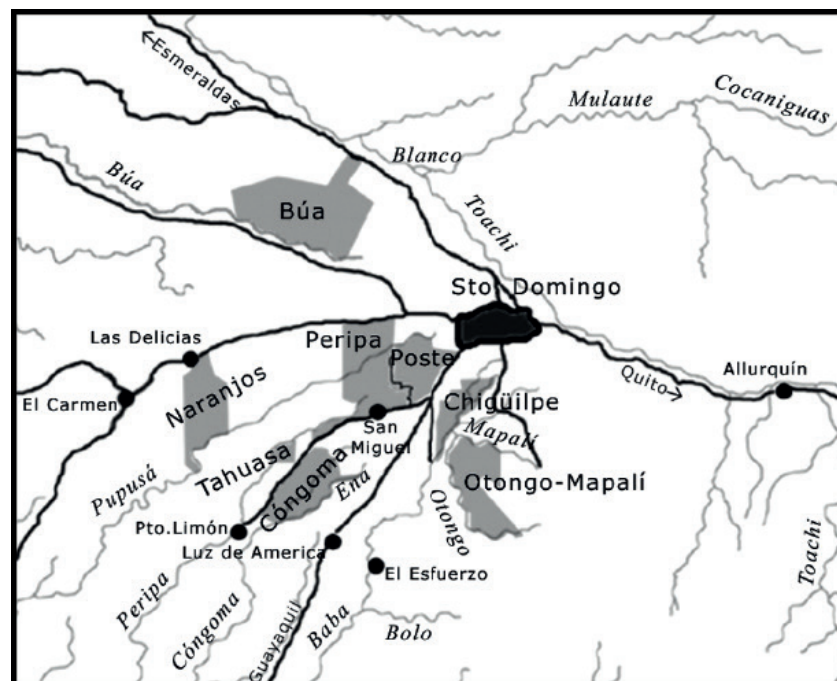 ←Esmeraldas
Cocaniguas
Mulaute
Blanco
Búa
Búa
Toachi
Sto Domingo
Las Delicias
Peripa
Poste
Allurquín
Quito→
Naranjos
El Carmen
Chigüilpe
San
Miguel
Mapalí
Tahuasa
Cóngoma
Ená
Otongo-Mapalí
Pupusá
Otongo
Pto.Limón
Luz de America
El Esfuerzo
Toachi
Peripa
Cóngoma
Guayaquil
Baba
Bolo